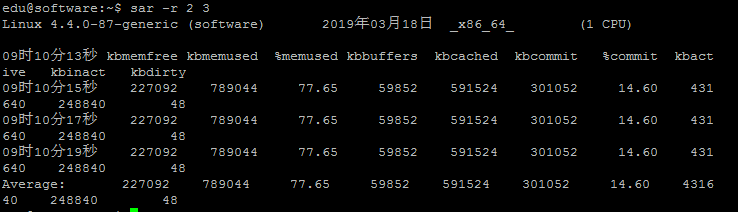 edu@software:~$ sar -r 2 3
Linux 4.4.0-87-generic (software)       2019年03月18日  _x86_64_        (1 CPU)
09时10分13秒 kbmemfree kbmemused  %memused kbbuffers  kbcached  kbcommit   %commit  kbact
ive   kbinact   kbdirty
09时10分15秒    227092    789044     77.65     59852    591524    301052     14.60    431
640    248840        48
09时10分17秒    227092    789044     77.65     59852    591524    301052     14.60    431
640    248840        48
09时10分19秒    227092    789044     77.65     59852    591524    301052     14.60    431
640    248840        48
Average:       227092    789044     77.65     59852    591524    301052     14.60   4316
40    248840        48